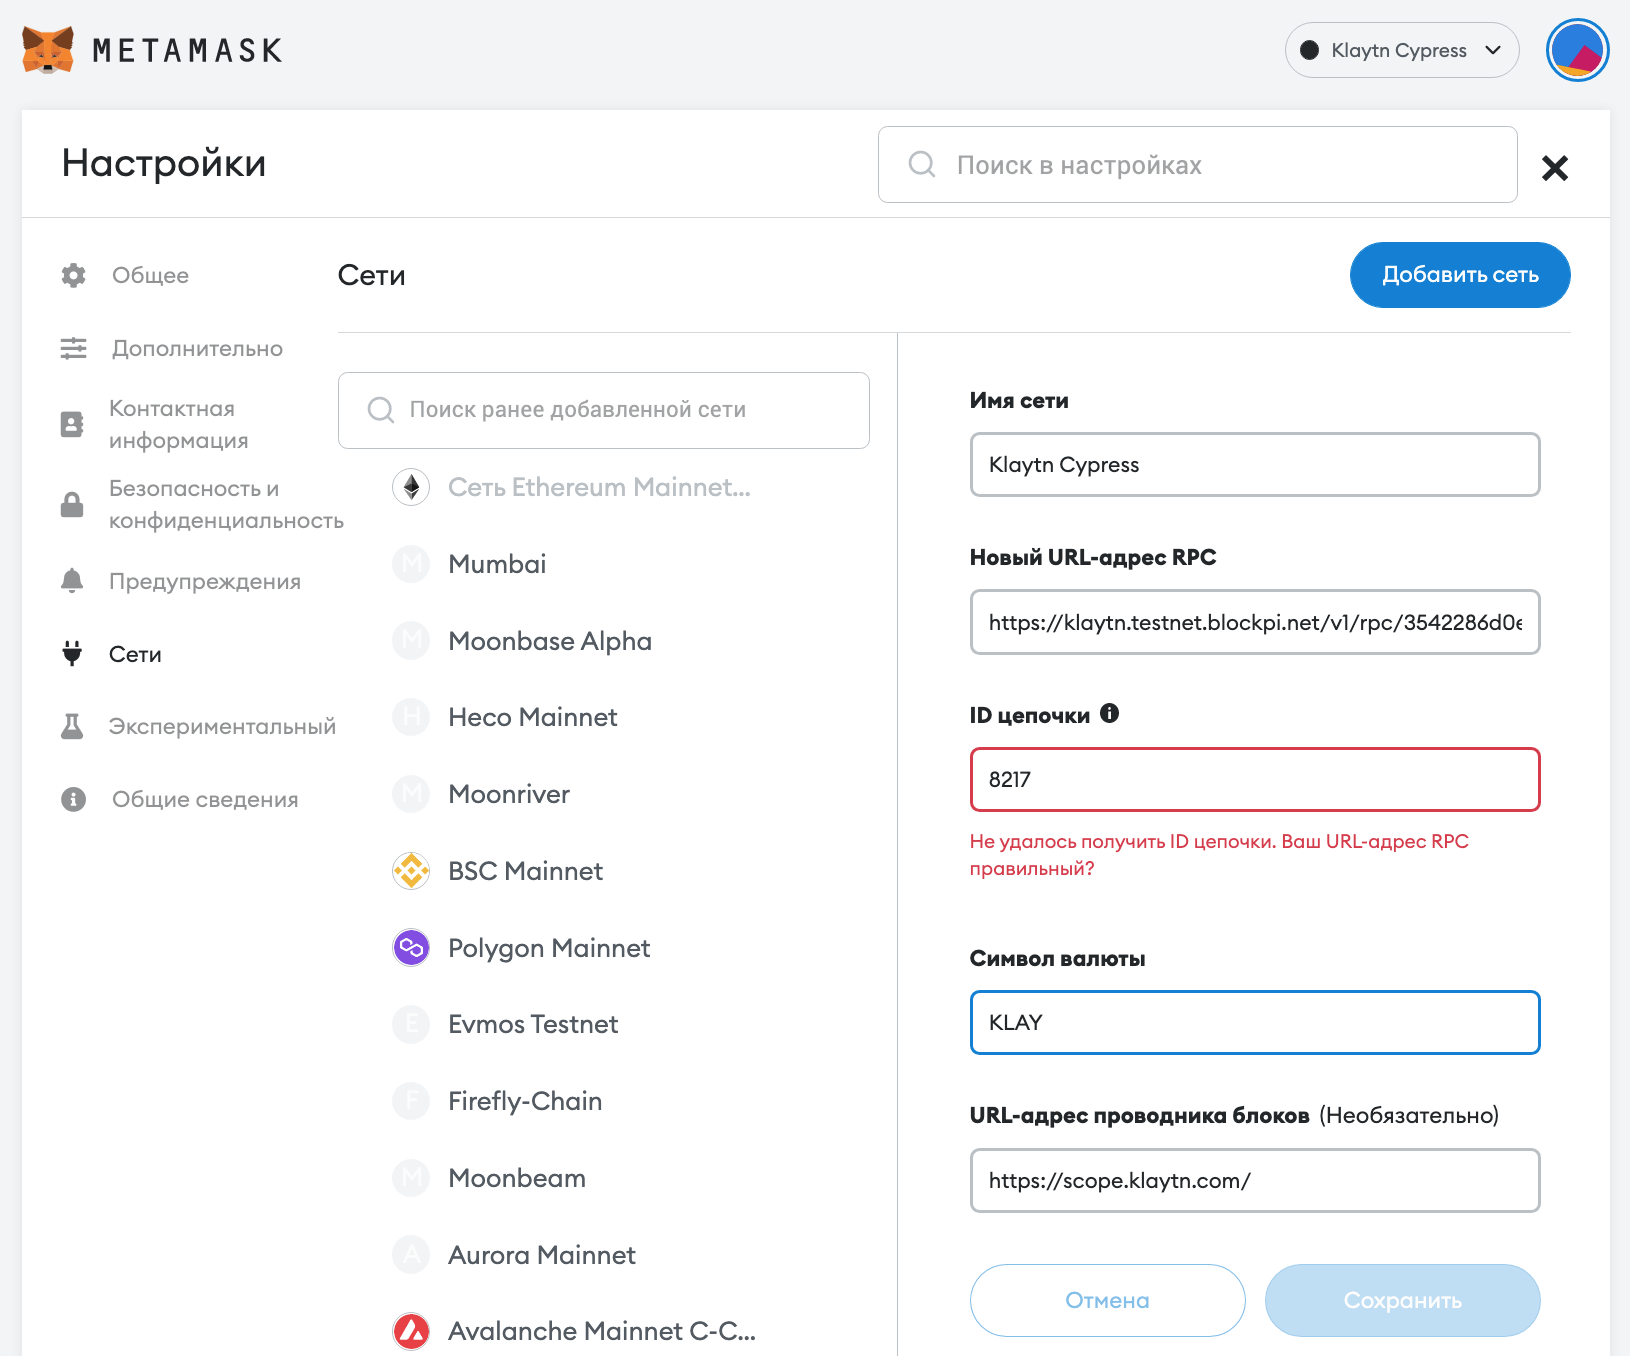 METAMASK
Klaytn Cypress
Настройки
Поиск в настройках
Общее
Дополнительно
Контактная
информация
Безопасность и
конфиденциальность
Предупреждения
Сети
Экспериментальный
Общие сведения
Сети
Добавить сеть
Поиск ранее добавленной сети
Сеть Ethereum Mainnet...
M Mumbai
M Moonbase Alpha
H Heco Mainnet
M Moonriver
BSC Mainnet
Polygon Mainnet
E Evmos Testnet
F Firefly-Chain
M Moonbeam
A Aurora Mainnet
Avalanche Mainnet C-C...
Имя сети
Klaytn Cypress
Новый URL-адрес RPC
https://klaytn.testnet.blockpi.net/v1/rpc/3542286d0e
ID цепочки
8217
Не удалось получить ID цепочки. Ваш URL-адрес RPC
правильный?
Символ валюты
KLAY
URL-адрес проводника блоков (Необязательно)
https://scope.klaytn.com/
Отмена
Сохранить